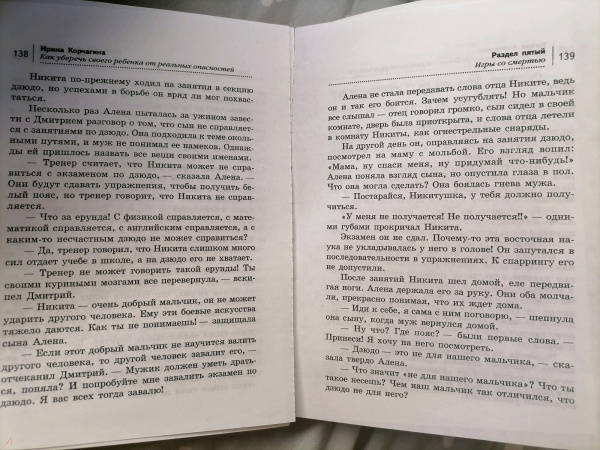 138
Ирина Корчагина
Как уберечь своего ребенка от реальных опасностей
Никита по-прежнему ходил на занятия в секцию
дзюдо, но успехами в борьбе он вряд ли мог похвас-
таться.
Несколько раз Алена пыталась за ужином завес-
ти с Дмитрием разговор о том, что сын не справляет-
ся с занятиями по дзюдо. Она подходила к теме околь-
ными путями, и муж не понимал ее намеков. Однаж-
ды ей пришлось назвать все вещи своими именами.
— Тренер считает, что Никита может не спра-
виться с экзаменом по дзюдо, — сказала Алена. —
Они будут сдавать упражнения, чтобы получить бе-
лый пояс, но тренер говорит, что Никита не справ-
ляется.
— Что за ерунда! С физикой справляется, с мате-
матикой справляется, с английским справляется, а с
каким-то несчастным дзюдо не может справиться?
— Да, тренер говорил, что Никита слишком много
сил отдает учебе в школе, а на дзюдо его не хватает.
— Тренер не может говорить такой ерунды! Ты
своими куриными мозгами все перевернула, — вски-
пел Дмитрий.
— Никита — очень добрый мальчик, он не может
ударить другого человека. Ему эти боевые искусства
тяжело даются. Как ты не понимаешь! — защищала
сына Алена.
— Если этот добрый мальчик не научится валить
другого человека, то другой человек завалит его, —
отчеканил Дмитрий. — Мужик должен уметь драть-
ся, поняла? И попробуйте мне завалить экзамен по
дзюдо! Я вас всех тогда завалю!
Раздел пятый
Игры со смертью
139
Алена не стала передавать слова отца Никите, ведь
он и так его боится. Зачем усугублять! Но мальчик
все слышал — отец говорил громко, сын сидел в своей
комнате, дверь была приоткрыта, и слова отца летели
в комнату Никиты, как огнестрельные снаряды.
На другой день он, оправляясь на занятия дзюдо,
посмотрел на маму с мольбой. Его взгляд вопил:
«Мама, ну спаси меня, ну придумай что-нибудь!»
Алена поняла взгляд сына, но опустила глаза в пол.
Что она могла сделать? Она боялась гнева мужа.
— Постарайся, Никитушка, у тебя должно полу-
читься.
«У меня не получается! Не получается!!» — одни-
ми губами прокричал Никита.
Экзамен он не сдал. Почему-то эта восточная на-
ука не укладывалась у него в голове! Он запутался в
последовательности в упражнениях. К спаррингу его
не допустили.
После занятий Никита шел домой, еле передви-
гая ноги. Алена держала его за руку. Они оба молча-
ли, прекрасно понимая, что их ждет дома.
— Иди к себе, я сама с ним поговорю, — шепнула
она сыну, когда муж вернулся домой.
— Ну что? Где пояс? — были первые слова. —
Принеси! Я хочу на него посмотреть.
— Дзюдо — это не для нашего мальчика, — ска-
зала твердо Алена.
— Что значит «не для нашего мальчика»? Что ты
такое несешь? Чем наш мальчик так отличился, что
дзюдо не для него?